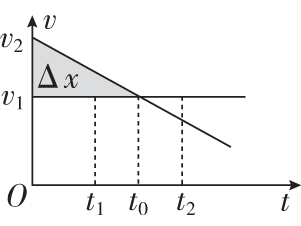 v
v₂
Δx
v₁
O
t₁
t₀
t₂
t